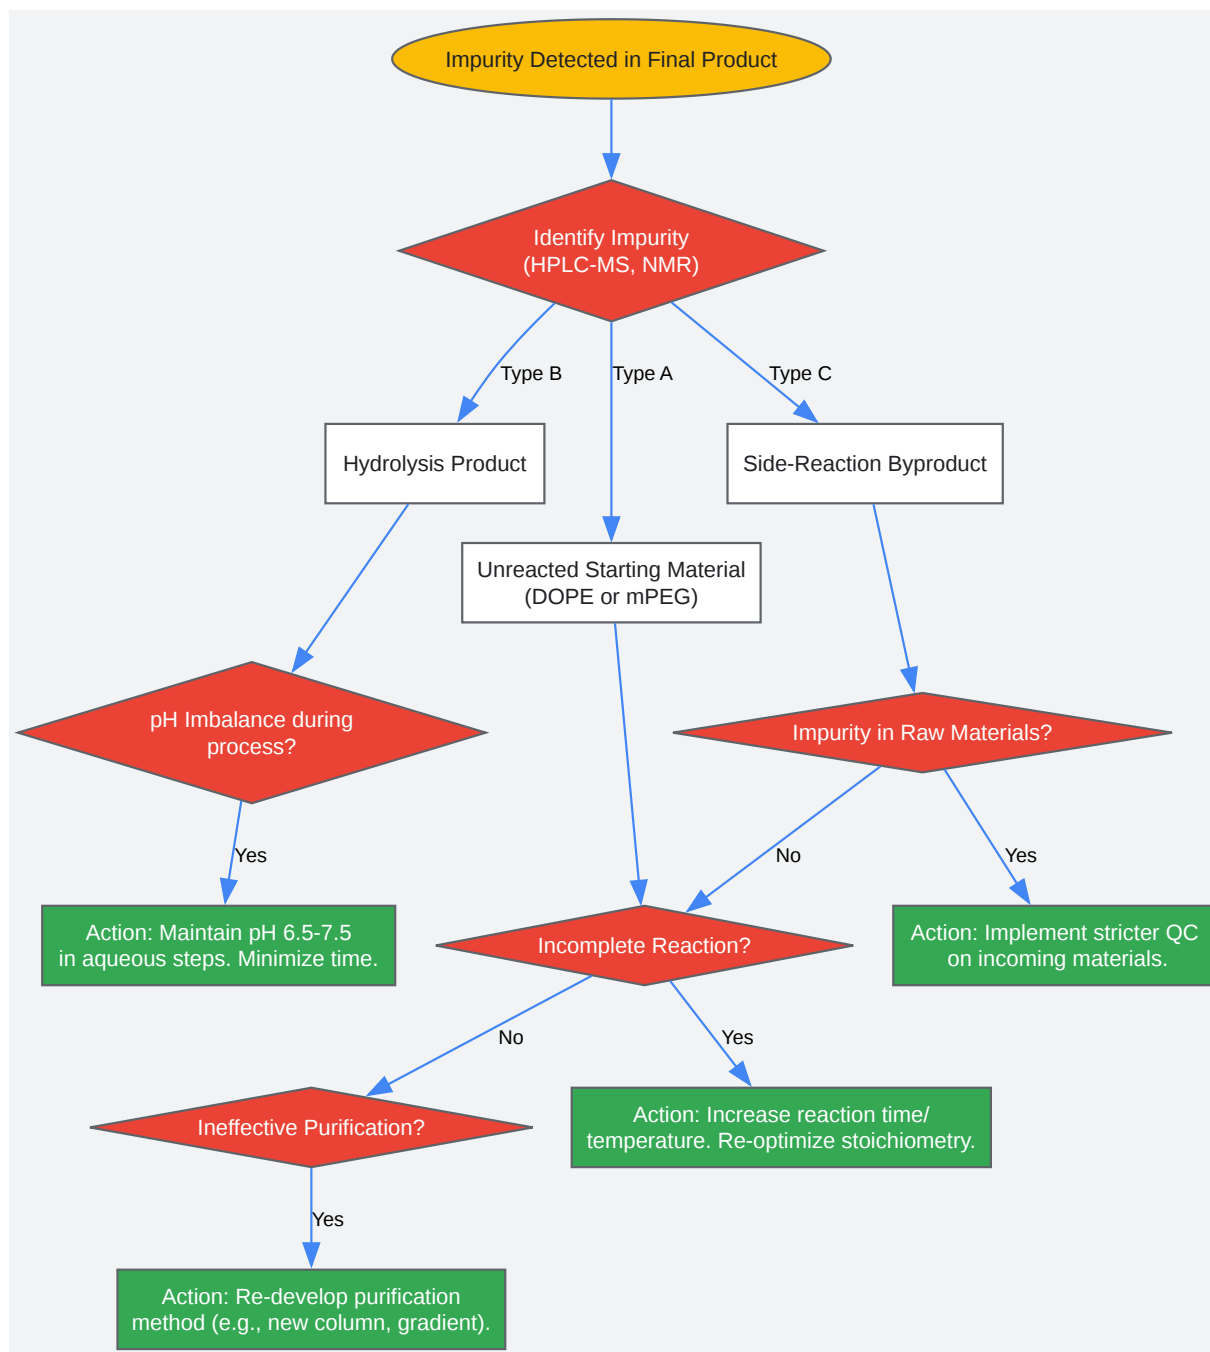 Impurity Detected in Final Product
Identify Impurity
(HPLC-MS, NMR)
Type B
Type A
Type C
Hydrolysis Product
Side-Reaction Byproduct
Unreacted Starting Material
(DOPE or mPEG)
pH Imbalance during
process?
Impurity in Raw Materials?
Yes
No
Yes
Action: Maintain pH 6.5-7.5
in aqueous steps. Minimize time.
Incomplete Reaction?
Action: Implement stricter QC
on incoming materials.
No
Yes
Ineffective Purification?
Action: Increase reaction time/
temperature. Re-optimize stoichiometry.
Yes
Action: Re-develop purification
method (e.g., new column, gradient).